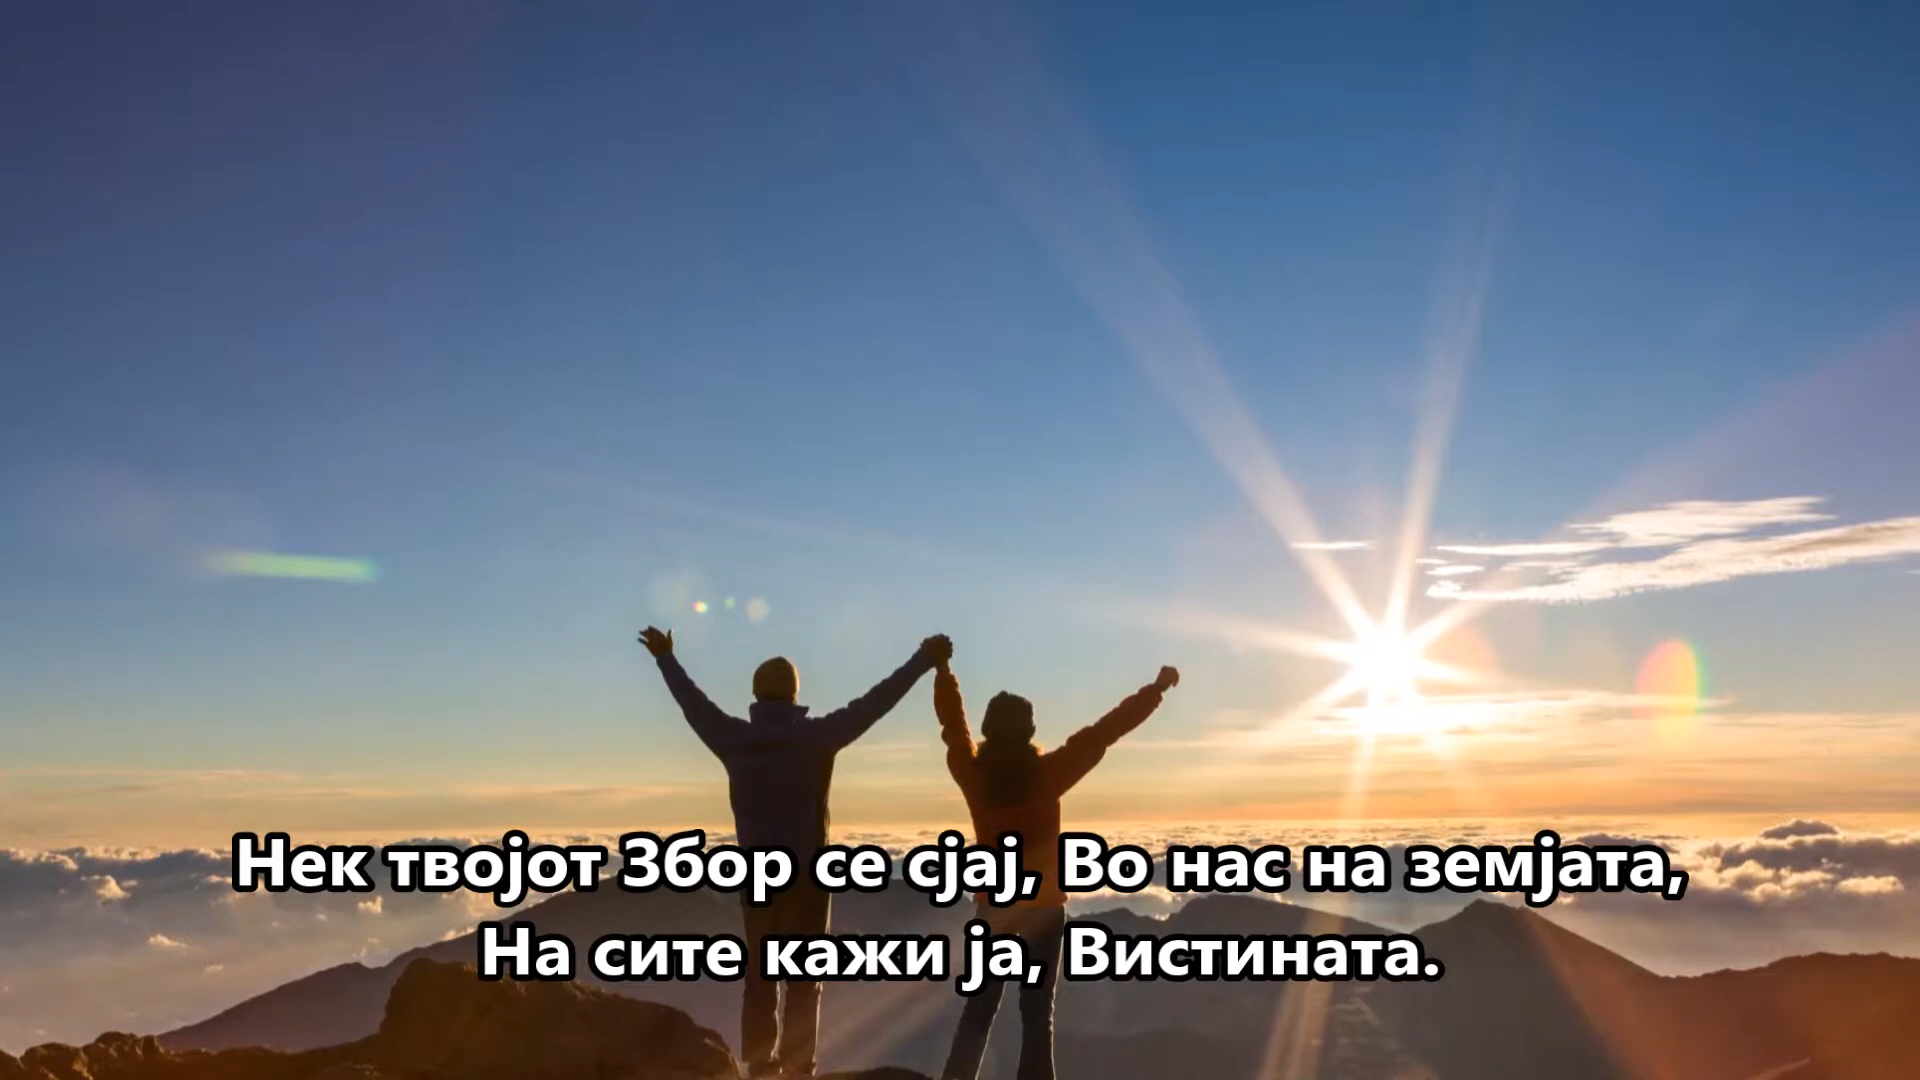 Нек твојот Збор се сјај, Во нас на земјата,
На сите кажи ја, Вистината.